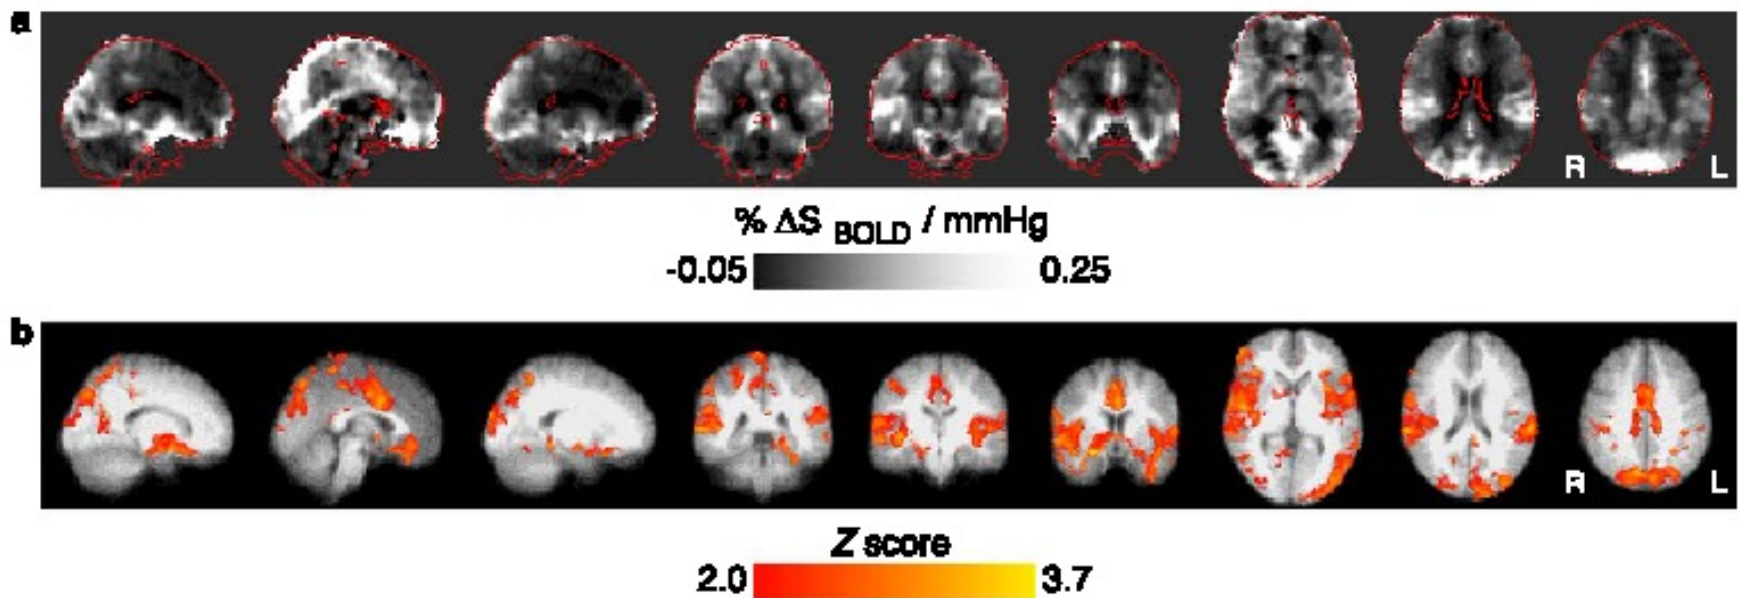 a
R L
% ΔS BOLD / mmHg
-0.05 0.25
b
R L
Z score
2.0 3.7